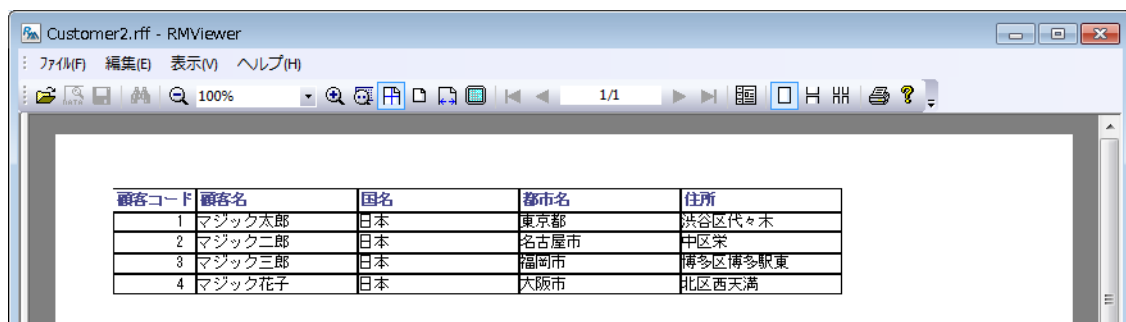 Customer2.rff - RMViewer
ファイル(F) 編集(E) 表示(V) ヘルプ(H)
100% 1/1
顧客コード 顧客名 国名 都市名 住所
1 マジック太郎 日本 東京都 渋谷区代々木
2 マジック二郎 日本 名古屋市 中区栄
3 マジック三郎 日本 福岡市 博多区博多駅東
4 マジック花子 日本 大阪市 北区西天満